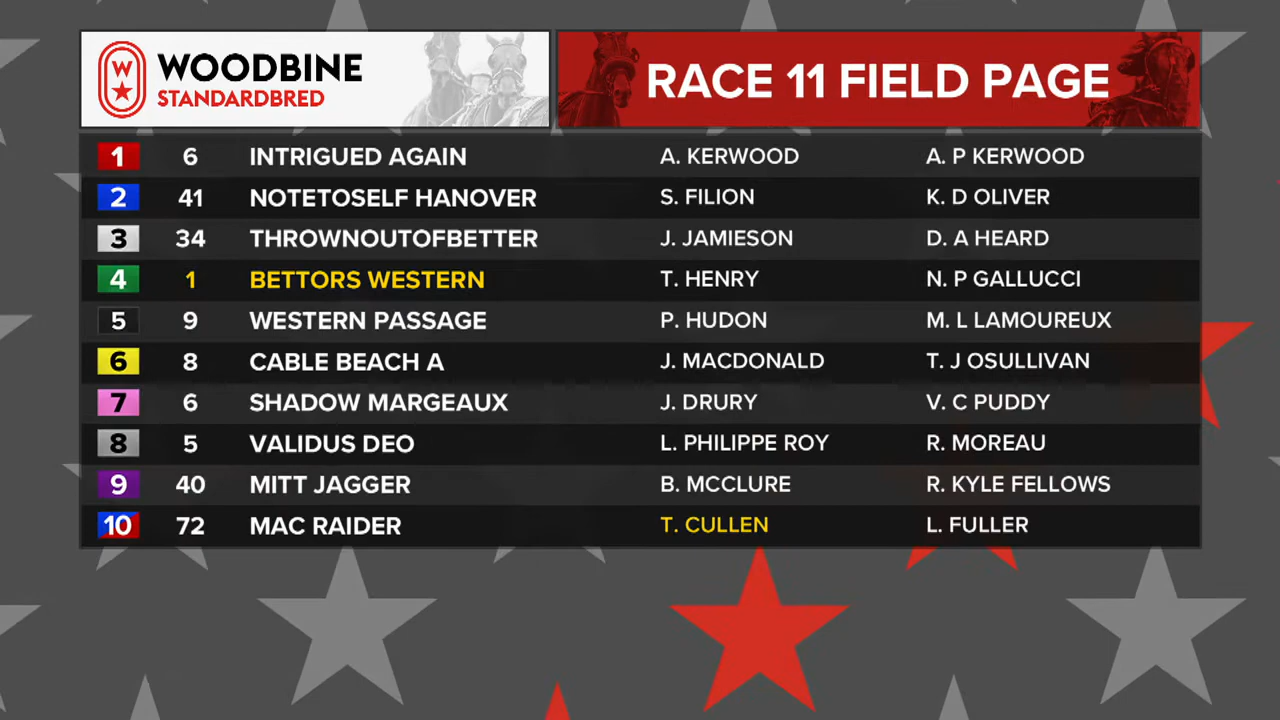 W
WOODBINE
STANDARDBRED
RACE 11 FIELD PAGE
1 6 INTRIGUED AGAIN A. KERWOOD A. P KERWOOD
2 41 NOTETOSELF HANOVER S. FILION K. D OLIVER
3 34 THROWNOUTOFBETTER J. JAMIESON D. A HEARD
4 1 BETTORS WESTERN T. HENRY N. P GALLUCCI
5 9 WESTERN PASSAGE P. HUDON M. L LAMOUREUX
6 8 CABLE BEACH A J. MACDONALD T. J OSULLIVAN
7 6 SHADOW MARGEAUX J. DRURY V. C PUDDY
8 5 VALIDUS DEO L. PHILIPPE ROY R. MOREAU
9 40 MITT JAGGER B. MCCLURE R. KYLE FELLOWS
10 72 MAC RAIDER T. CULLEN L. FULLER